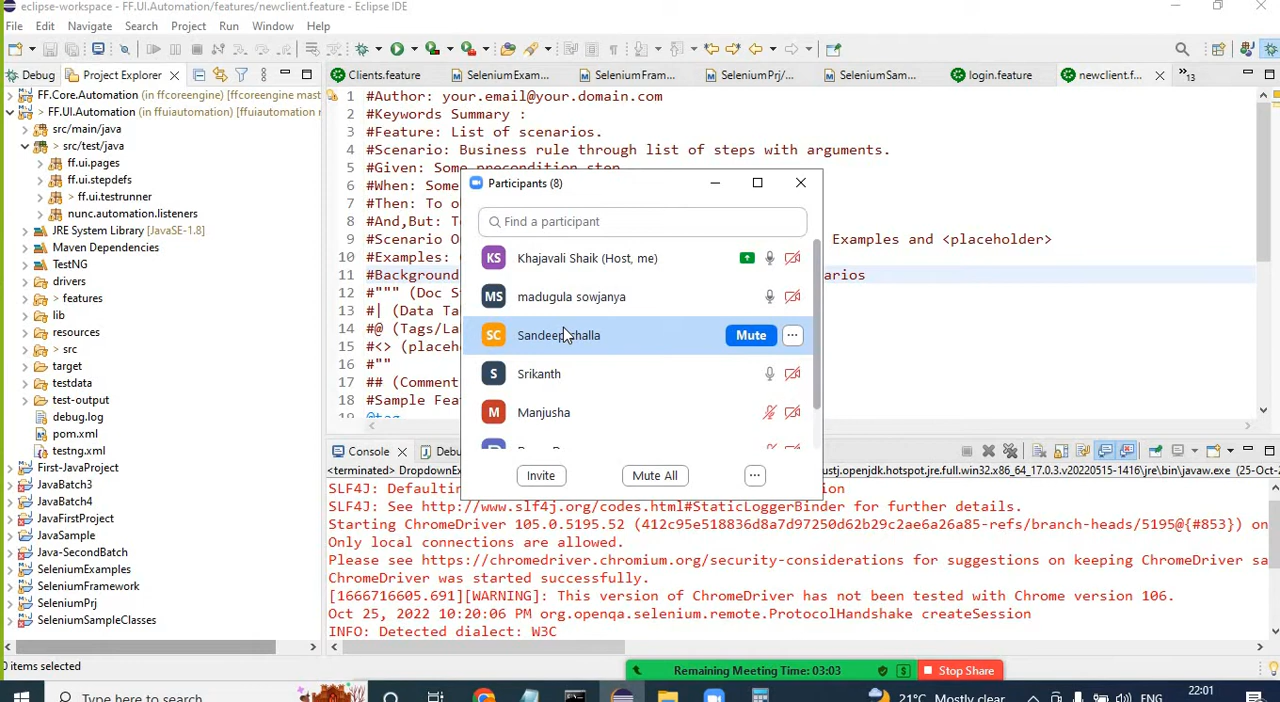 eclipse-workspace - FF.UI.Automation/features/newclient.feature - Eclipse IDE
File Edit Navigate Search Project Run Window Help
Debug Project Explorer Clients.feature SeleniumExam... SeleniumFram... SeleniumPrj/... SeleniumSam... login.feature newclient.f... »13
FF.Core.Automation (in ffcoreengine) [ffcoreengine mast
> FF.UI.Automation (in ffuiautomation) [ffuiautomation ma
src/main/java
> src/test/java
ff.ui.pages
ff.ui.stepdefs
> ff.ui.testrunner
nunc.automation.listeners
JRE System Library [JavaSE-1.8]
Maven Dependencies
TestNG
drivers
> features
lib
resources
> src
target
testdata
test-output
debug.log
pom.xml
testng.xml
First-JavaProject
JavaBatch3
JavaBatch4
JavaFirstProject
JavaSample
Java-SecondBatch
SeleniumExamples
SeleniumFramework
SeleniumPrj
SeleniumSampleClasses
1 #Author: your.email@your.domain.com
2 #Keywords Summary :
3 #Feature: List of scenarios.
4 #Scenario: Business rule through list of steps with arguments.
5 #Given: Some precondition step
6 #When: Some
7 #Then: To o
8 #And,But: T
9 #Scenario O Examples and <placeholder>
10 #Examples:
11 #Background arios
12 #""" (Doc S
13 #| (Data Ta
14 #@ (Tags/La
15 #<> (placeh
16 #""
17 ## (Comment
18 #Sample Fea
19 @tag
Participants (8)
Find a participant
KS Khajavali Shaik (Host, me)
MS madugula sowjanya
SC Sandeep challa Mute ...
S Srikanth
M Manjusha
Invite Mute All ...
Console Debu
<terminated> DropdownEx ustj.openjdk.hotspot.jre.full.win32.x86_64_17.0.3.v20220515-1416\jre\bin\javaw.exe (25-Oct-
SLF4J: Defaultin ion
SLF4J: See http://www.slf4j.org/codes.html#StaticLoggerBinder for further details.
Starting ChromeDriver 105.0.5195.52 (412c95e518836d8a7d97250d62b29c2ae6a26a85-refs/branch-heads/5195@{#853}) on
Only local connections are allowed.
Please see https://chromedriver.chromium.org/security-considerations for suggestions on keeping ChromeDriver sa
ChromeDriver was started successfully.
[1666716605.691][WARNING]: This version of ChromeDriver has not been tested with Chrome version 106.
Oct 25, 2022 10:20:06 PM org.openqa.selenium.remote.ProtocolHandshake createSession
INFO: Detected dialect: W3C
0 items selected
Remaining Meeting Time: 03:03 Stop Share
Type here to search 21°C Mostly clear ENG 22:01